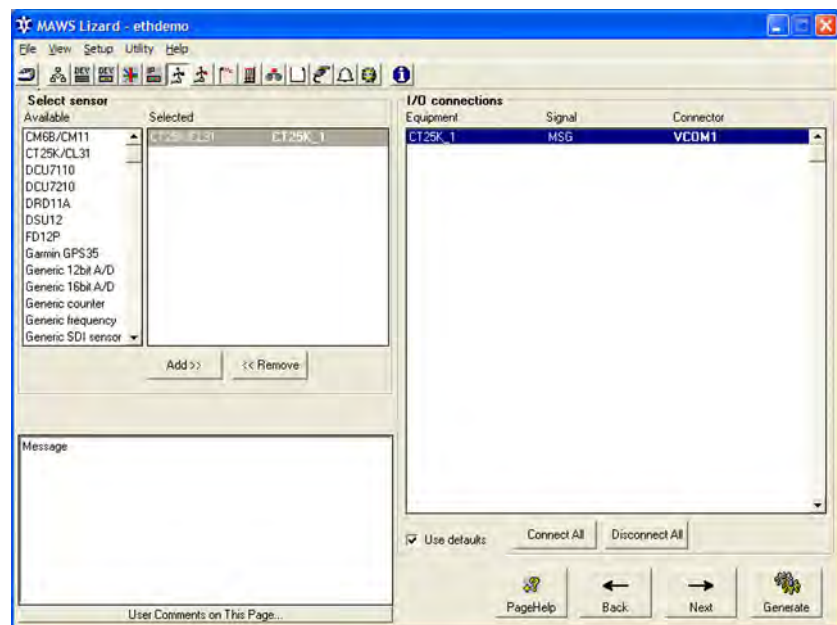 MAWS Lizard - ethdemo
File View Setup Utility Help
Select sensor
Available Selected
CM6B/CM11
CT25K/CL31
DCU7110
DCU7210
DRD11A
DSU12
FD12P
Garmin GPS35
Generic 12bit A/D
Generic 16bit A/D
Generic counter
Generic frequency
Generic SDI sensor
CT25K/CL31 CT25K_1
Add >> << Remove
Message
User Comments on This Page...
I/O connections
Equipment Signal Connector
CT25K_1 MSG VCOM1
Use defaults Connect All Disconnect All
PageHelp Back Next Generate